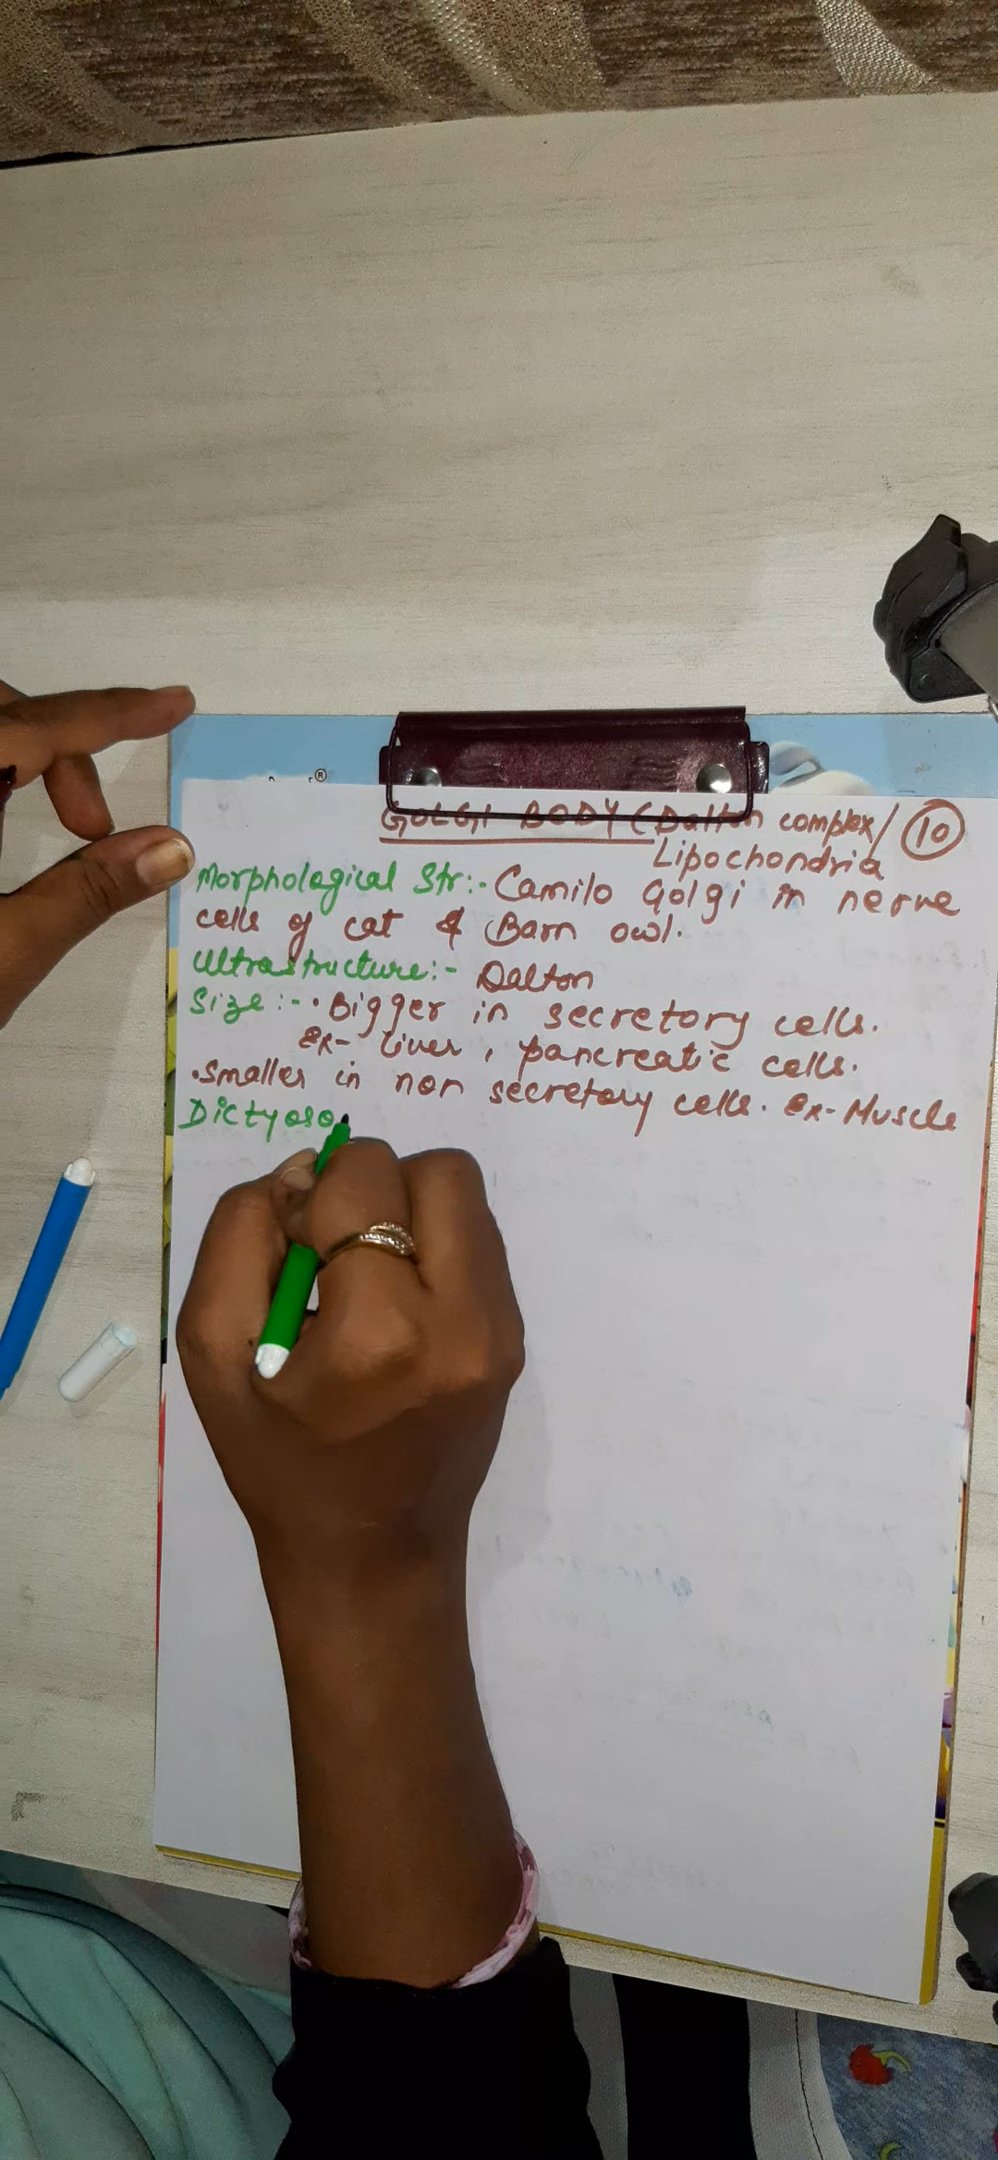 GOLGI BODY (Dalton complex/ 10
Lipochondria
Morphological Str:- Camilo Golgi in nerve
cells of cat & Barn owl.
Ultrastructure:- Dalton
Size:- • Bigger in secretory cells.
Ex- liver, pancreatic cells.
• Smaller in non secretory cells. Ex- Muscle
Dictyoso